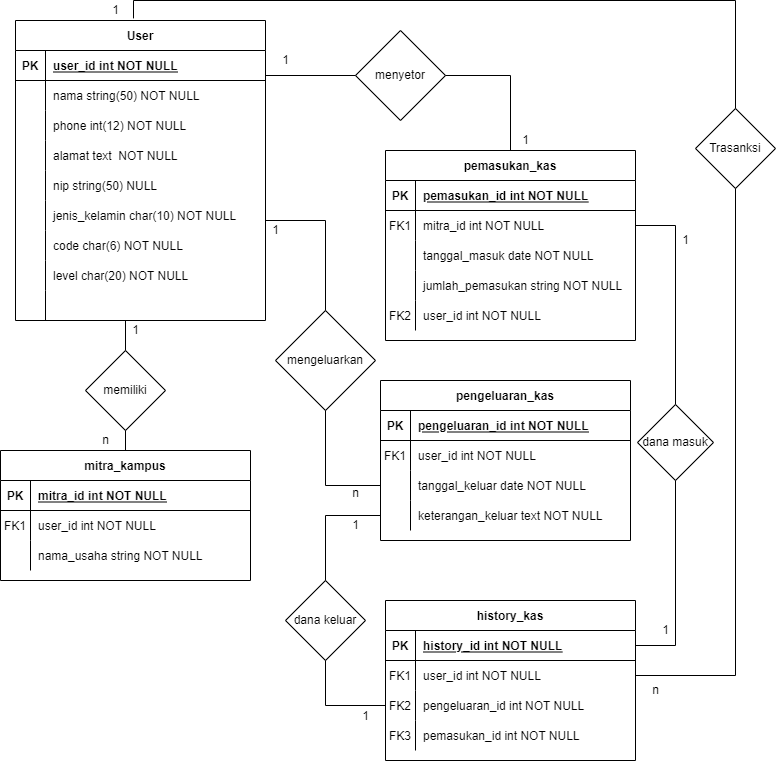 1
User
PK user_id int NOT NULL
nama string(50) NOT NULL
phone int(12) NOT NULL
alamat text NOT NULL
nip string(50) NULL
jenis_kelamin char(10) NOT NULL
code char(6) NOT NULL
level char(20) NOT NULL
1
menyetor
1
pemasukan_kas
PK pemasukan_id int NOT NULL
FK1 mitra_id int NOT NULL
tanggal_masuk date NOT NULL
jumlah_pemasukan string NOT NULL
FK2 user_id int NOT NULL
Trasanksi
1
mengeluarkan
n
1
memiliki
n
mitra_kampus
PK mitra_id int NOT NULL
FK1 user_id int NOT NULL
nama_usaha string NOT NULL
pengeluaran_kas
PK pengeluaran_id int NOT NULL
FK1 user_id int NOT NULL
tanggal_keluar date NOT NULL
keterangan_keluar text NOT NULL
1
dana masuk
1
1
dana keluar
1
history_kas
PK history_id int NOT NULL
FK1 user_id int NOT NULL
FK2 pengeluaran_id int NOT NULL
FK3 pemasukan_id int NOT NULL
n